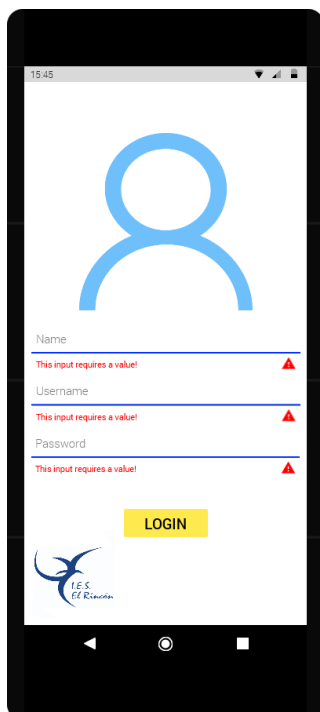 15:45
Name
This input requires a value!
Username
This input requires a value!
Password
This input requires a value!
LOGIN
I.E.S.
El Rincón